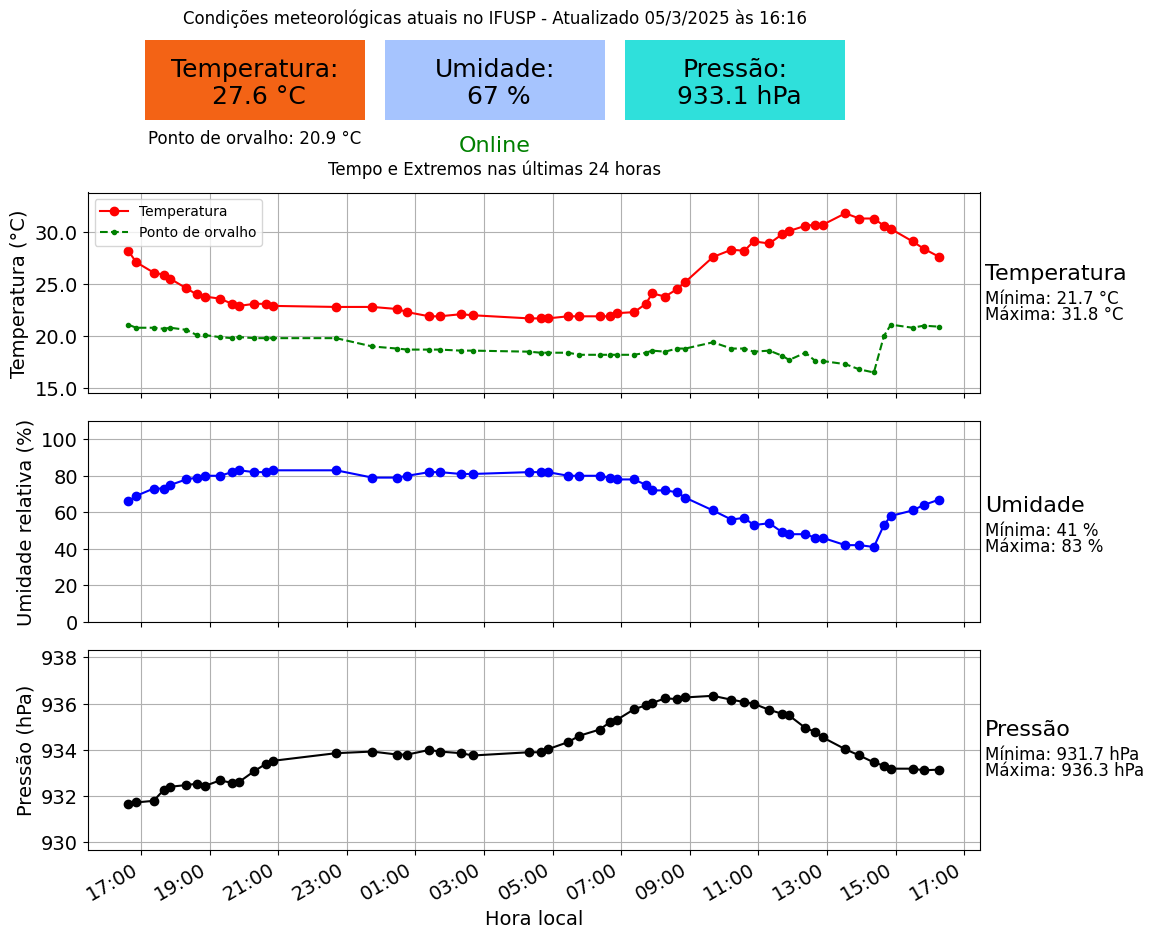 Condições meteorológicas atuais no IFUSP - Atualizado 05/3/2025 às 16:16
Temperatura:
27.6 °C
Umidade:
67 %
Pressão:
933.1 hPa
Ponto de orvalho: 20.9 °C
Online
Tempo e Extremos nas últimas 24 horas
Temperatura (°C)
30.0
25.0
20.0
15.0
Temperatura
Ponto de orvalho
Temperatura
Mínima: 21.7 °C
Máxima: 31.8 °C
Umidade relativa (%)
100
80
60
40
20
0
Umidade
Mínima: 41 %
Máxima: 83 %
Pressão (hPa)
938
936
934
932
930
Pressão
Mínima: 931.7 hPa
Máxima: 936.3 hPa
17:00
19:00
21:00
23:00
01:00
03:00
05:00
07:00
09:00
11:00
13:00
15:00
17:00
Hora local